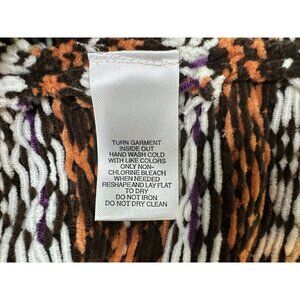 TURN GARMENT
INSIDE OUT
HAND WASH COLD
WITH LIKE COLORS
ONLY NON-
CHLORINE BLEACH
WHEN NEEDED
RESHAPE AND LAY FLAT
TO DRY
DO NOT IRON
DO NOT DRY CLEAN